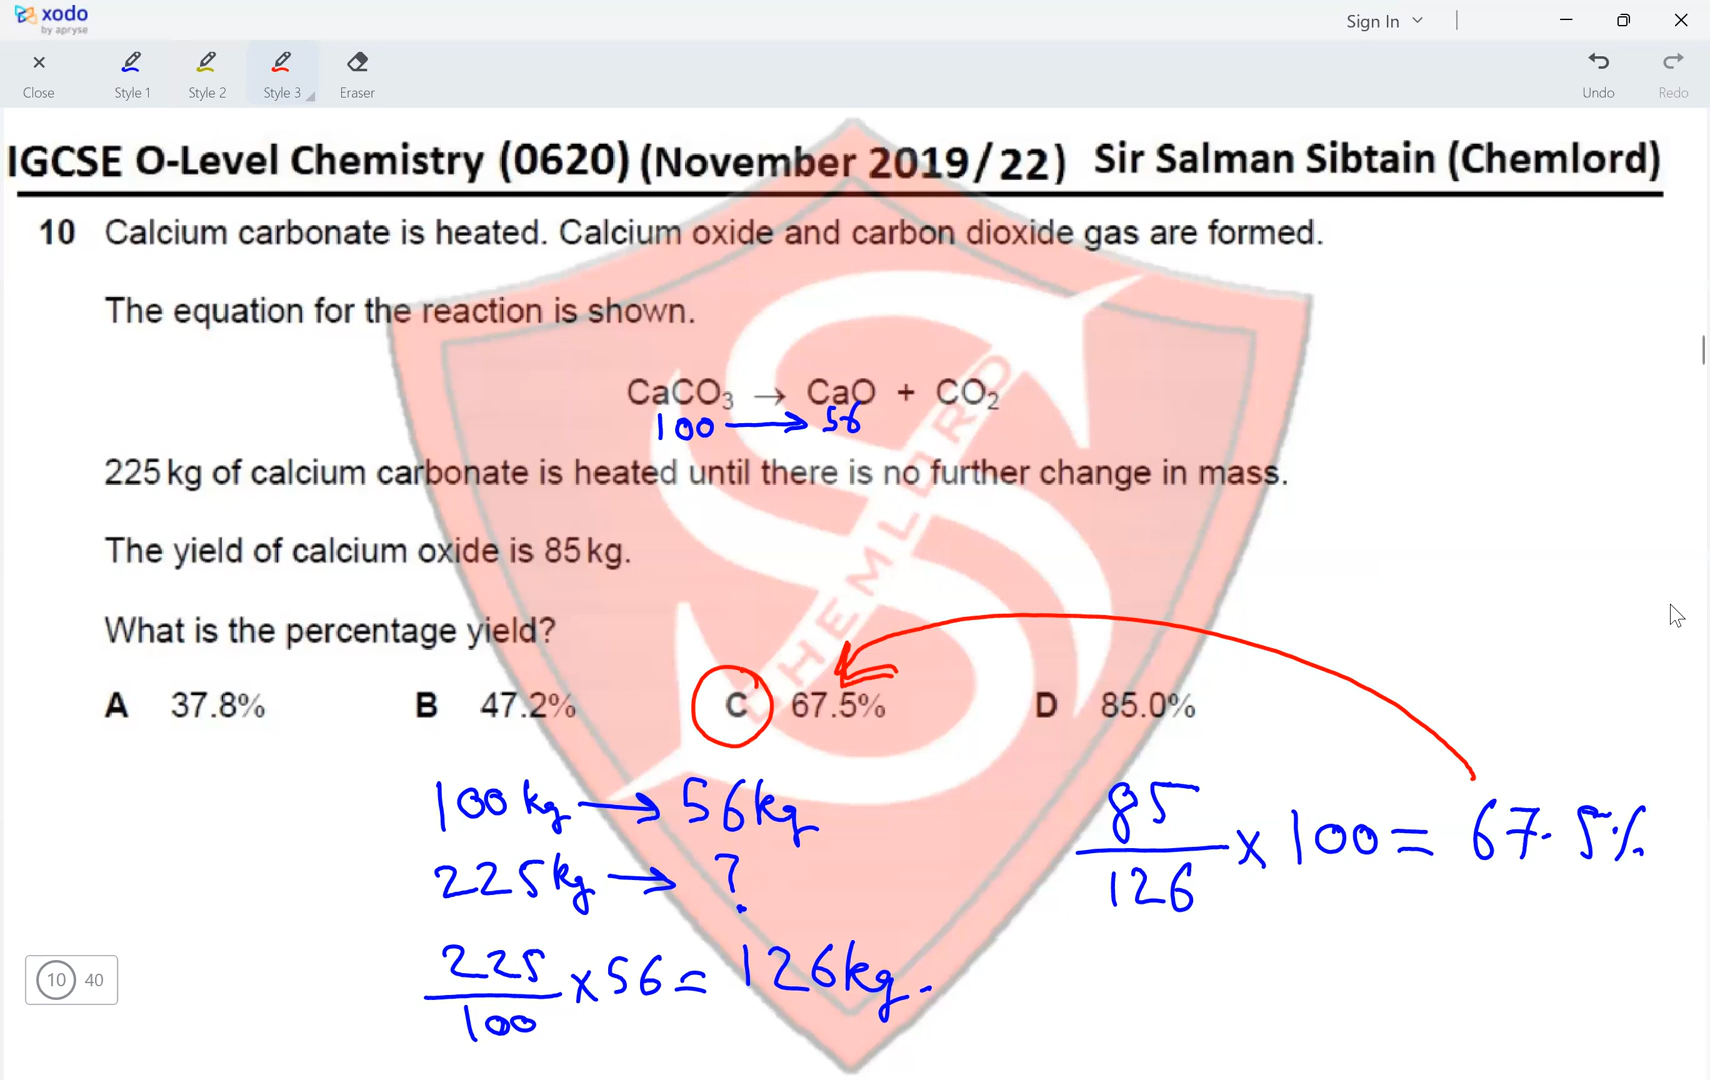 xodo
by apryse
Sign In
Close
Style 1
Style 2
Style 3
Eraser
Undo
Redo
IGCSE O-Level Chemistry (0620) (November 2019/22) Sir Salman Sibtain (Chemlord)
10 Calcium carbonate is heated. Calcium oxide and carbon dioxide gas are formed.
The equation for the reaction is shown.
CaCO₃ → CaO + CO₂
100 → 56
225 kg of calcium carbonate is heated until there is no further change in mass.
The yield of calcium oxide is 85 kg.
What is the percentage yield?
A 37.8% B 47.2% C 67.5% D 85.0%
CHEMLORD
100 kg → 56 kg
225 kg → ?
225/100 × 56 = 126 kg.
85/126 × 100 = 67.5%
10 40